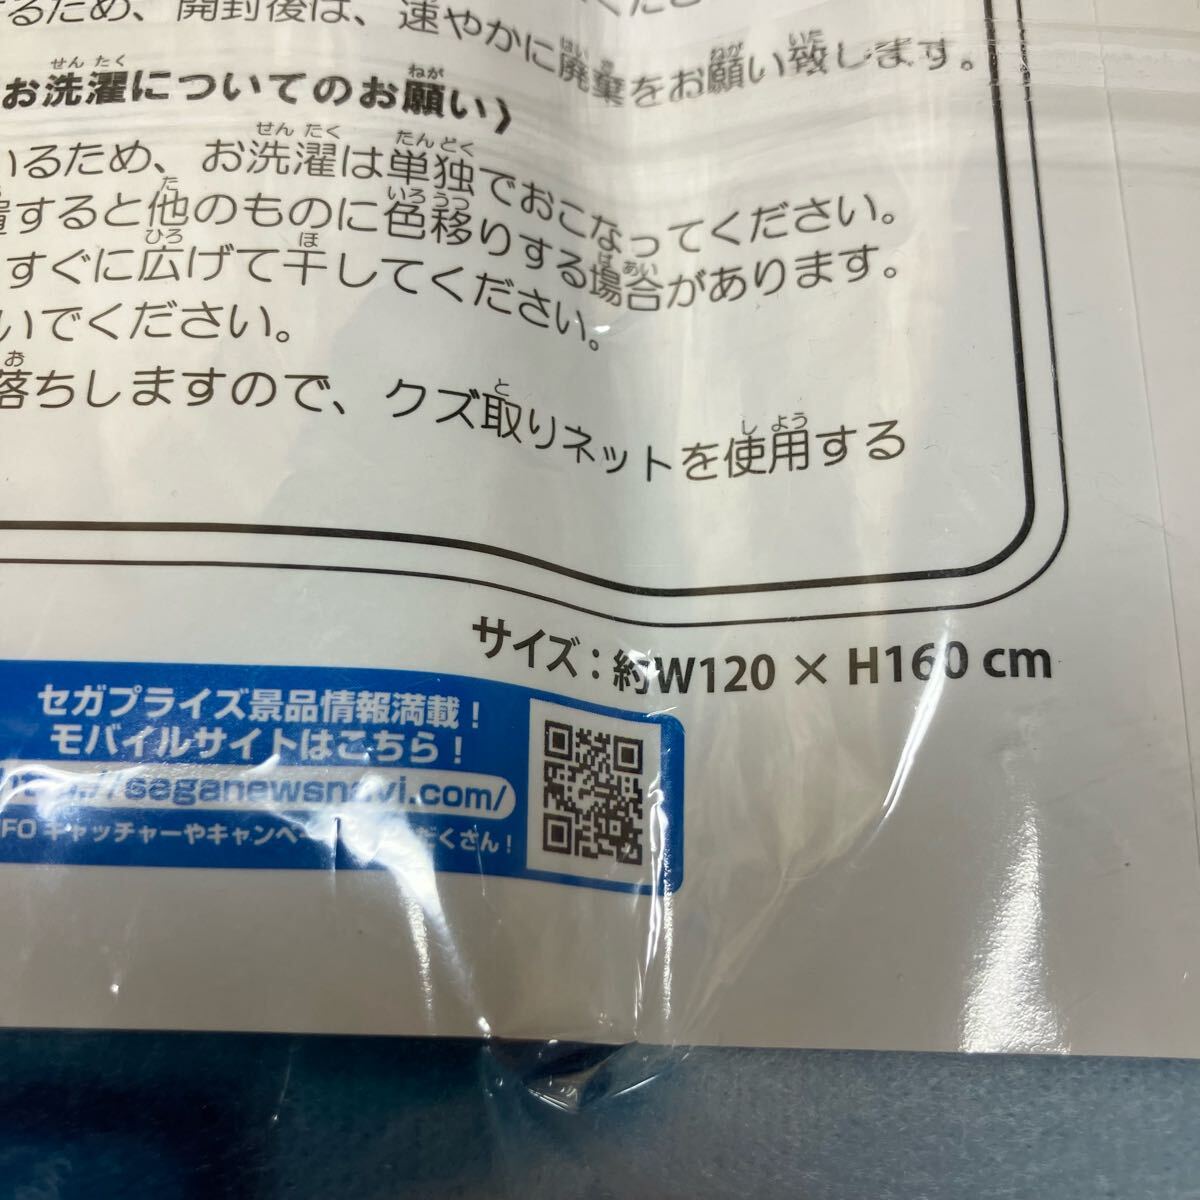 るため、開封後は、速やかに廃棄をお願い致します。
お洗濯についてのお願い〉
いるため、お洗濯は単独でおこなってください。
置すると他のものに色移りする場合があります。
すぐに広げて干してください。
いでください。
落ちしますので、クズ取りネットを使用する
サイズ：約W120 × H160 cm
セガプライズ景品情報満載！
モバイルサイトはこちら！
http://seganewsnavi.com/
FOキャッチャーやキャンペー だくさん！